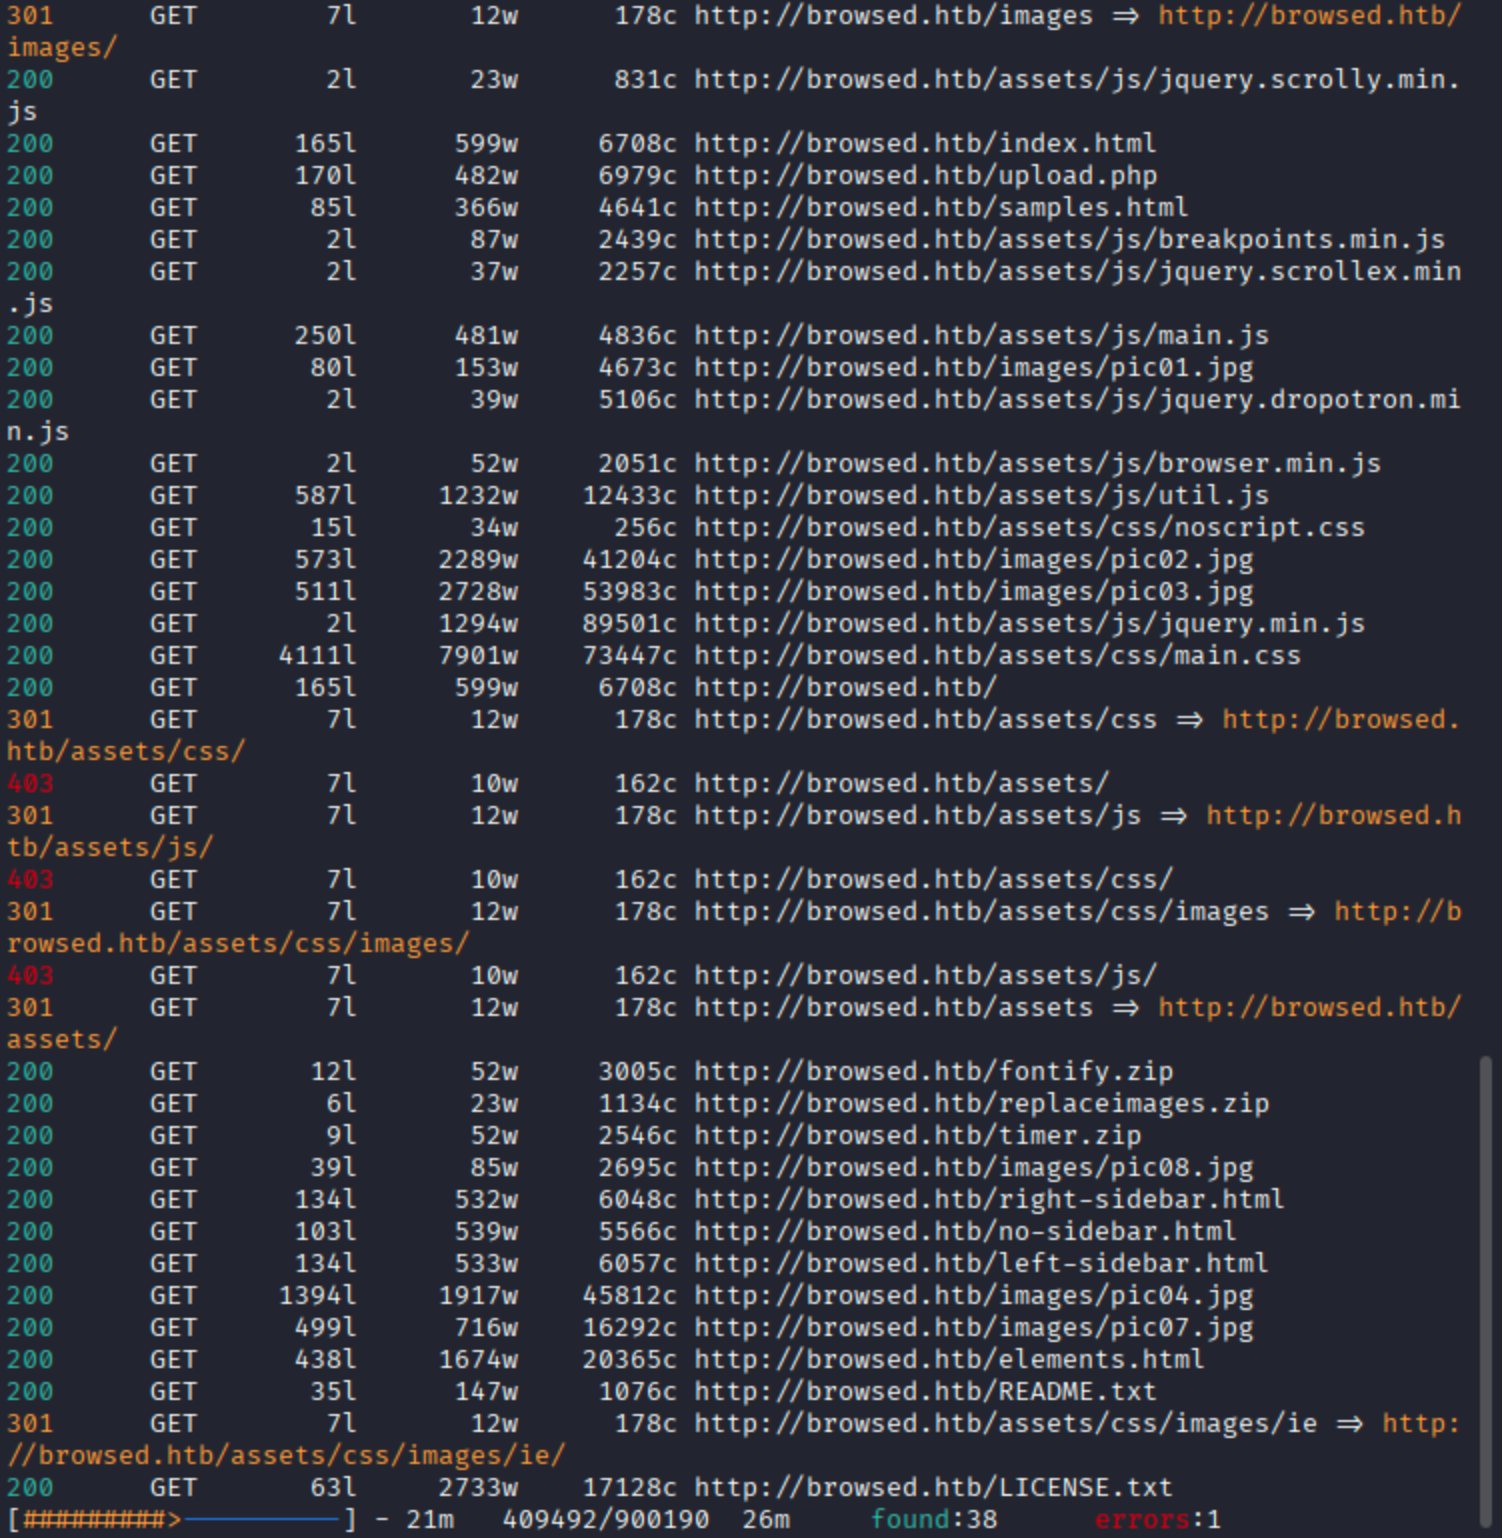 301      GET        7l       12w      178c http://browsed.htb/images => http://browsed.htb/
images/
200      GET        2l       23w      831c http://browsed.htb/assets/js/jquery.scrolly.min.
js
200      GET      165l      599w     6708c http://browsed.htb/index.html
200      GET      170l      482w     6979c http://browsed.htb/upload.php
200      GET       85l      366w     4641c http://browsed.htb/samples.html
200      GET        2l       87w     2439c http://browsed.htb/assets/js/breakpoints.min.js
200      GET        2l       37w     2257c http://browsed.htb/assets/js/jquery.scrollex.min
.js
200      GET      250l      481w     4836c http://browsed.htb/assets/js/main.js
200      GET       80l      153w     4673c http://browsed.htb/images/pic01.jpg
200      GET        2l       39w     5106c http://browsed.htb/assets/js/jquery.dropotron.mi
n.js
200      GET        2l       52w     2051c http://browsed.htb/assets/js/browser.min.js
200      GET      587l     1232w    12433c http://browsed.htb/assets/js/util.js
200      GET       15l       34w      256c http://browsed.htb/assets/css/noscript.css
200      GET      573l     2289w    41204c http://browsed.htb/images/pic02.jpg
200      GET      511l     2728w    53983c http://browsed.htb/images/pic03.jpg
200      GET        2l     1294w    89501c http://browsed.htb/assets/js/jquery.min.js
200      GET     4111l     7901w    73447c http://browsed.htb/assets/css/main.css
200      GET      165l      599w     6708c http://browsed.htb/
301      GET        7l       12w      178c http://browsed.htb/assets/css => http://browsed.
htb/assets/css/
403      GET        7l       10w      162c http://browsed.htb/assets/
301      GET        7l       12w      178c http://browsed.htb/assets/js => http://browsed.h
tb/assets/js/
403      GET        7l       10w      162c http://browsed.htb/assets/css/
301      GET        7l       12w      178c http://browsed.htb/assets/css/images => http://b
rowsed.htb/assets/css/images/
403      GET        7l       10w      162c http://browsed.htb/assets/js/
301      GET        7l       12w      178c http://browsed.htb/assets => http://browsed.htb/
assets/
200      GET       12l       52w     3005c http://browsed.htb/fontify.zip
200      GET        6l       23w     1134c http://browsed.htb/replaceimages.zip
200      GET        9l       52w     2546c http://browsed.htb/timer.zip
200      GET       39l       85w     2695c http://browsed.htb/images/pic08.jpg
200      GET      134l      532w     6048c http://browsed.htb/right-sidebar.html
200      GET      103l      539w     5566c http://browsed.htb/no-sidebar.html
200      GET      134l      533w     6057c http://browsed.htb/left-sidebar.html
200      GET     1394l     1917w    45812c http://browsed.htb/images/pic04.jpg
200      GET      499l      716w    16292c http://browsed.htb/images/pic07.jpg
200      GET      438l     1674w    20365c http://browsed.htb/elements.html
200      GET       35l      147w     1076c http://browsed.htb/README.txt
301      GET        7l       12w      178c http://browsed.htb/assets/css/images/ie => http:
//browsed.htb/assets/css/images/ie/
200      GET       63l     2733w    17128c http://browsed.htb/LICENSE.txt
[#########>----------] - 21m   409492/900190  26m     found:38      errors:1